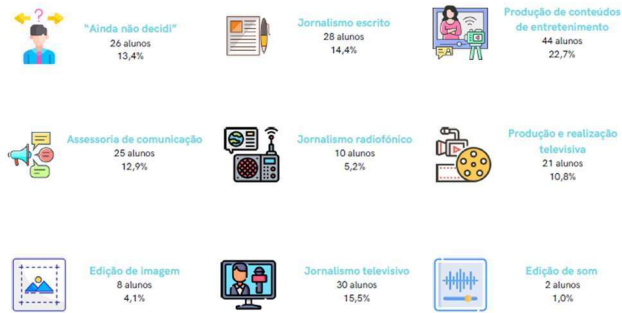 “Ainda não decidi”
26 alunos
13,4%
Jornalismo escrito
28 alunos
14,4%
Produção de conteúdos
de entretenimento
44 alunos
22,7%
Assessoria de comunicação
25 alunos
12,9%
Jornalismo radiofónico
10 alunos
5,2%
Produção e realização
televisiva
21 alunos
10,8%
Edição de imagem
8 alunos
4,1%
Jornalismo televisivo
30 alunos
15,5%
Edição de som
2 alunos
1,0%